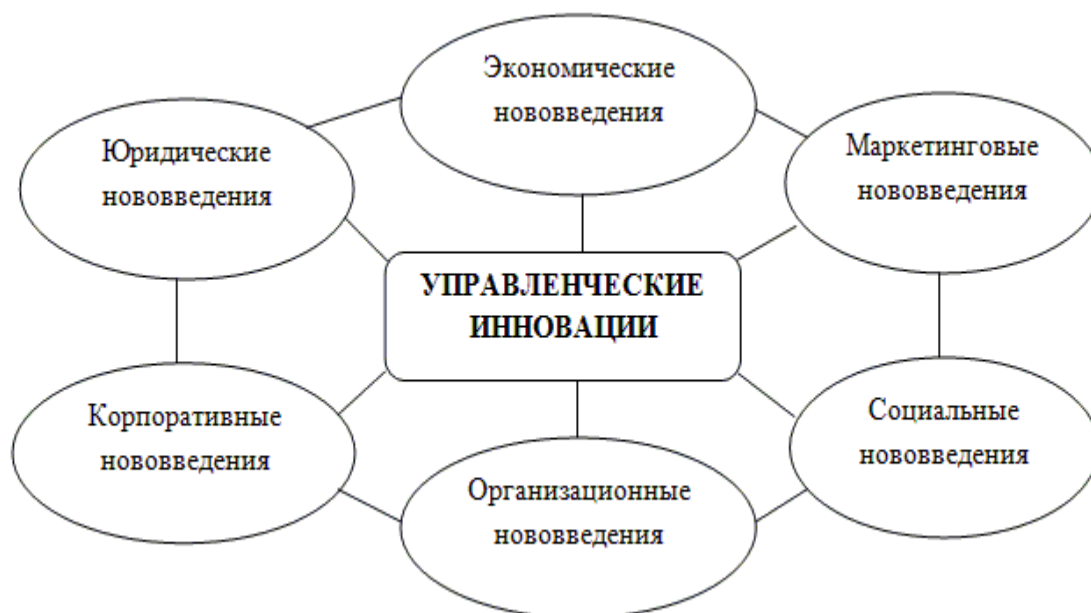 Экономические
нововведения
Юридические
нововведения
Маркетинговые
нововведения
УПРАВЛЕНЧЕСКИЕ
ИННОВАЦИИ
Корпоративные
нововведения
Социальные
нововведения
Организационные
нововведения